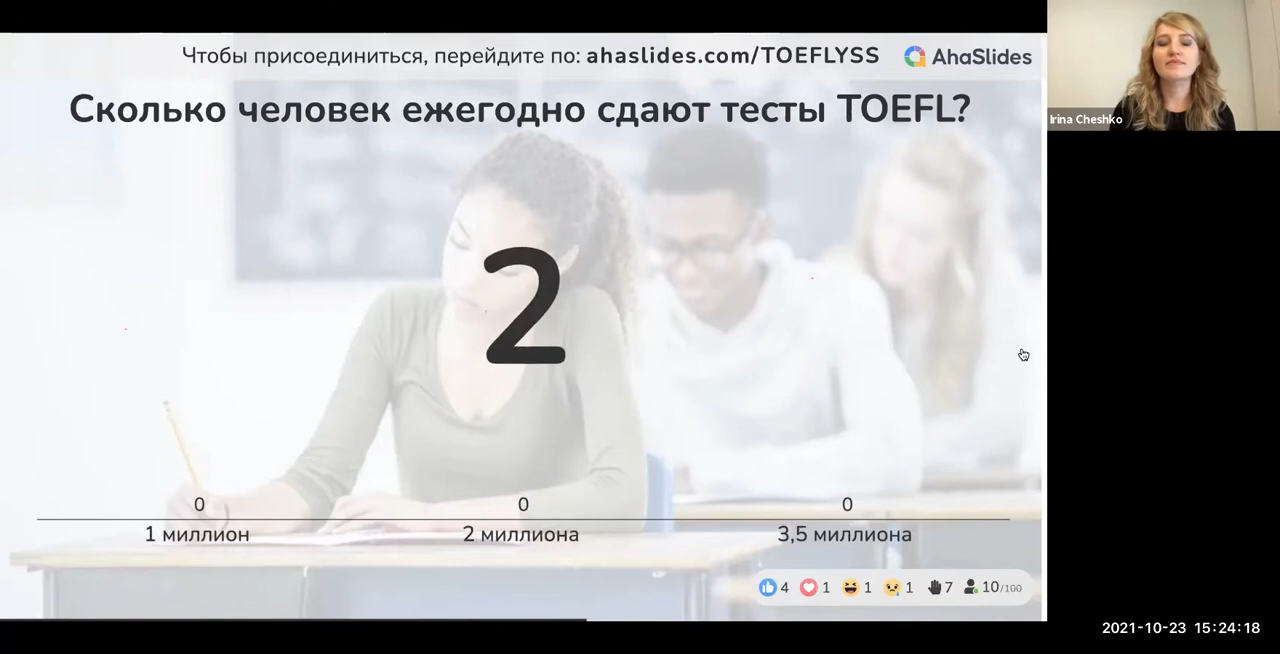 Чтобы присоединиться, перейдите по: ahaslides.com/TOEFLYSS AhaSlides
Irina Cheshko
Сколько человек ежегодно сдают тесты TOEFL?
2
0 0 0
1 миллион 2 миллиона 3,5 миллиона
4 1 1 1 7 10/100
2021-10-23 15:24:18